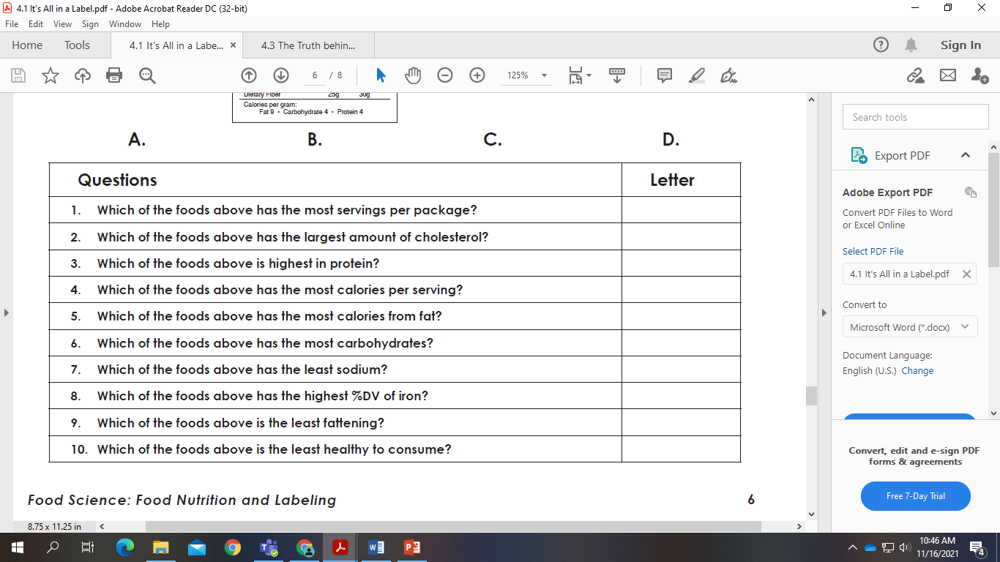 4.1 It's All in a Label.pdf - Adobe Acrobat Reader DC (32-bit)
File Edit View Sign Window Help
Home Tools 4.1 It's All in a Labe... × 4.3 The Truth behin... Sign In
6 / 8 125%
Dietary Fiber 25g 30g
Calories per gram:
Fat 9 • Carbohydrate 4 • Protein 4
A. B. C. D.
Questions Letter
1. Which of the foods above has the most servings per package?
2. Which of the foods above has the largest amount of cholesterol?
3. Which of the foods above is highest in protein?
4. Which of the foods above has the most calories per serving?
5. Which of the foods above has the most calories from fat?
6. Which of the foods above has the most carbohydrates?
7. Which of the foods above has the least sodium?
8. Which of the foods above has the highest %DV of iron?
9. Which of the foods above is the least fattening?
10. Which of the foods above is the least healthy to consume?
Food Science: Food Nutrition and Labeling 6
8.75 x 11.25 in
Search tools
Export PDF
Adobe Export PDF
Convert PDF Files to Word
or Excel Online
Select PDF File
4.1 It's All in a Label.pdf
Convert to
Microsoft Word (*.docx)
Document Language:
English (U.S.) Change
Convert, edit and e-sign PDF
forms & agreements
Free 7-Day Trial
10:46 AM
11/16/2021
4